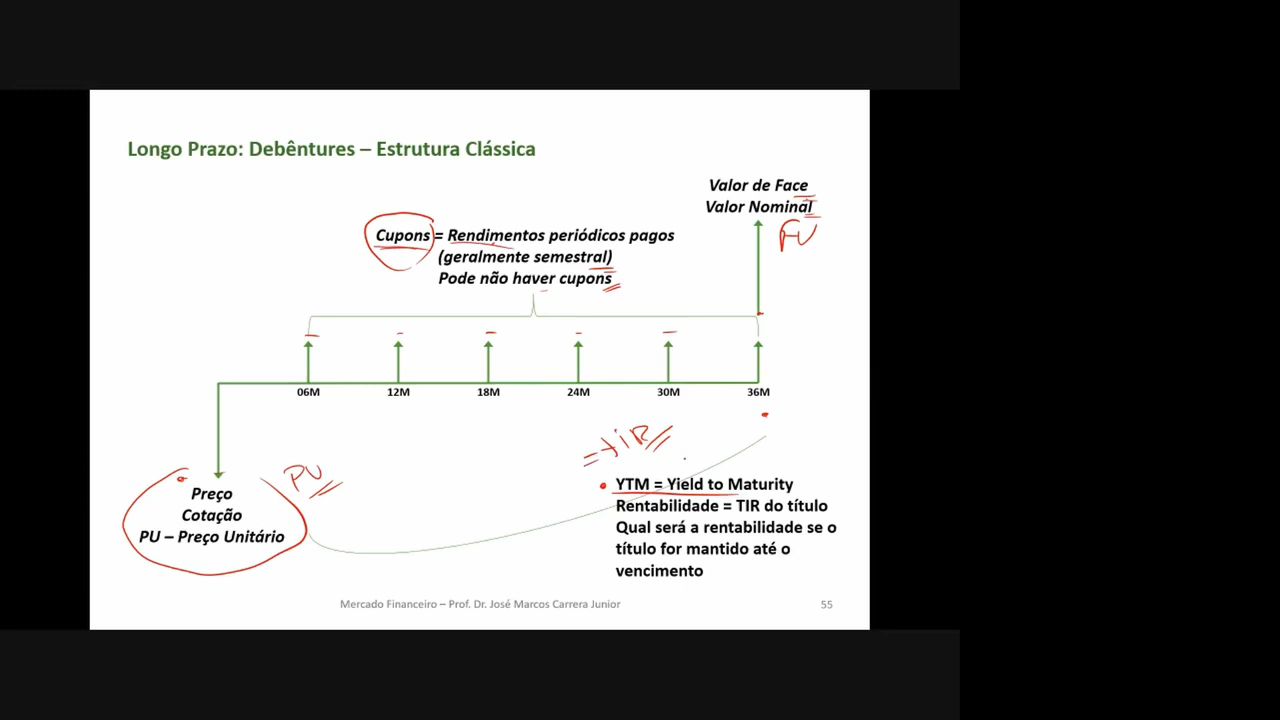 Longo Prazo: Debêntures – Estrutura Clássica
Valor de Face
Valor Nominal
FV
Cupons = Rendimentos periódicos pagos
(geralmente semestral)
Pode não haver cupons
06M 12M 18M 24M 30M 36M
= TIR
PV
Preço
Cotação
PU – Preço Unitário
YTM = Yield to Maturity
Rentabilidade = TIR do título
Qual será a rentabilidade se o
título for mantido até o
vencimento
Mercado Financeiro – Prof. Dr. José Marcos Carrera Junior 55